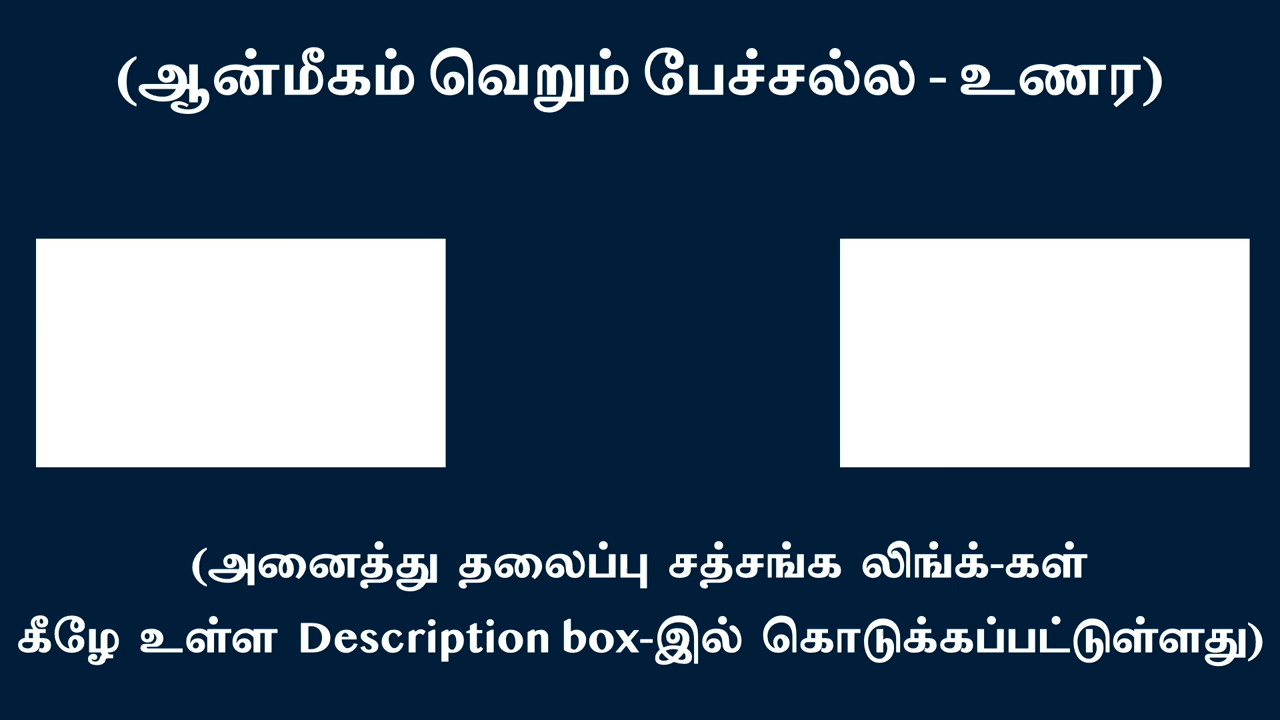 (ஆன்மீகம் வெறும் பேச்சல்ல - உணர)
(அனைத்து தலைப்பு சத்சங்க லிங்க்-கள்
கீழே உள்ள Description box-இல் கொடுக்கப்பட்டுள்ளது)